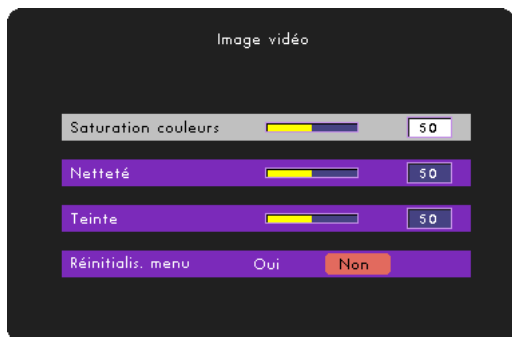 Image vidéo
Saturation couleurs 50
Netteté 50
Teinte 50
Réinitialis. menu Oui Non